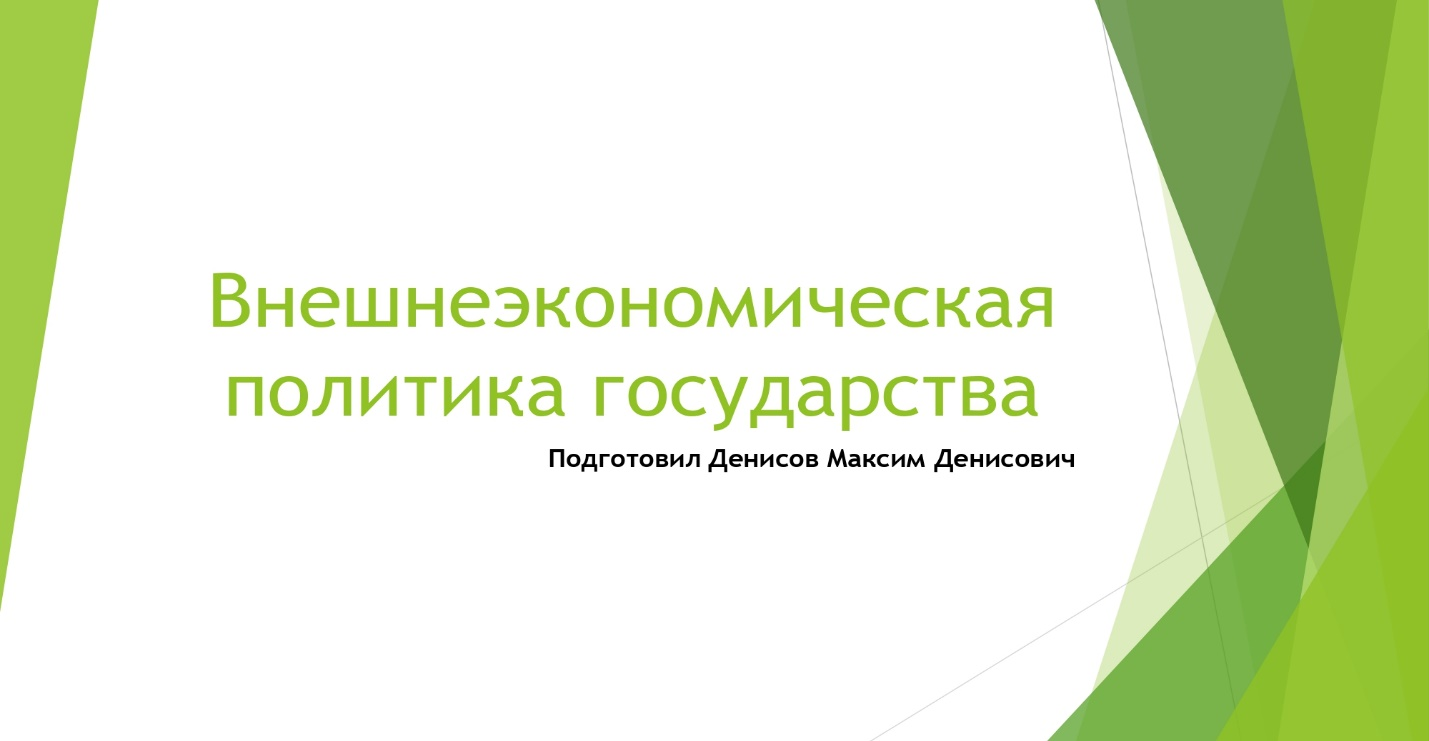 Внешнеэкономическая
политика государства
Подготовил Денисов Максим Денисович